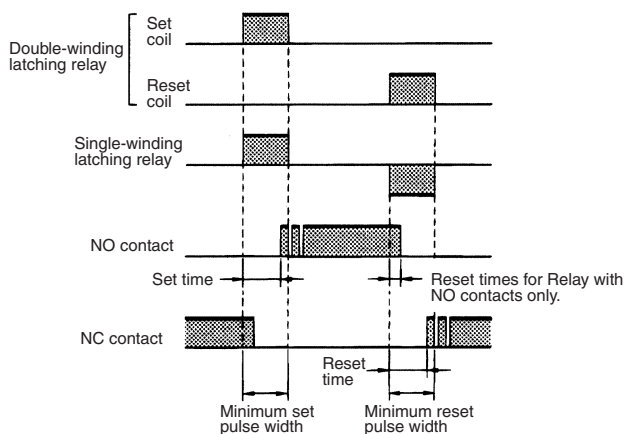 Double-winding
latching relay
Set
coil
Reset
coil
Single-winding
latching relay
NO contact
Set time
Reset times for Relay with
NO contacts only.
NC contact
Reset
time
Minimum set
pulse width
Minimum reset
pulse width